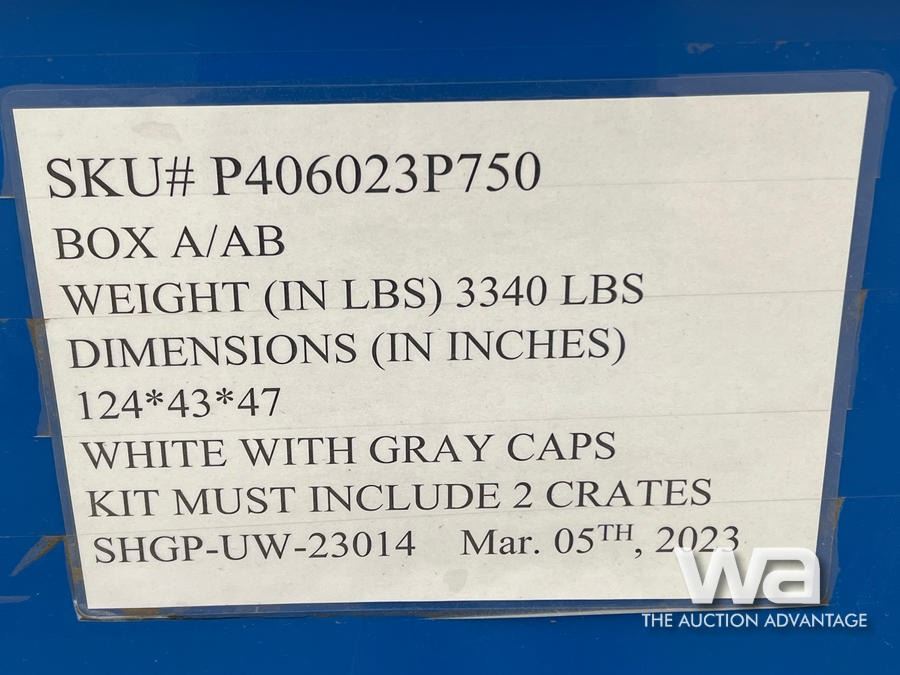 SKU# P406023P750
BOX A/AB
WEIGHT (IN LBS) 3340 LBS
DIMENSIONS (IN INCHES)
124*43*47
WHITE WITH GRAY CAPS
KIT MUST INCLUDE 2 CRATES
SHGP-UW-23014 Mar. 05TH, 2023
wa
THE AUCTION ADVANTAGE